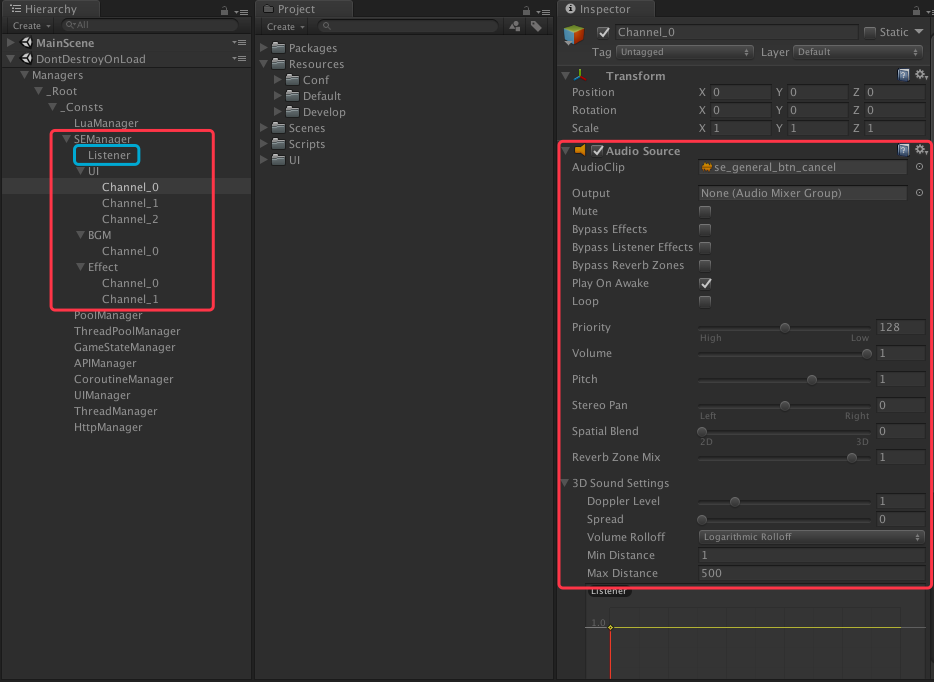 Hierarchy
Create
All
MainScene
DontDestroyOnLoad
Managers
_Root
_Consts
LuaManager
SEManager
Listener
UI
Channel_0
Channel_1
Channel_2
BGM
Channel_0
Effect
Channel_0
Channel_1
PoolManager
ThreadPoolManager
GameStateManager
APIManager
CoroutineManager
UIManager
ThreadManager
HttpManager
Project
Create
Packages
Resources
Conf
Default
Develop
Scenes
Scripts
UI
Inspector
Channel_0 Static
Tag Untagged Layer Default
Transform
Position X 0 Y 0 Z 0
Rotation X 0 Y 0 Z 0
Scale X 1 Y 1 Z 1
Audio Source
AudioClip se_general_btn_cancel
Output None (Audio Mixer Group)
Mute
Bypass Effects
Bypass Listener Effects
Bypass Reverb Zones
Play On Awake
Loop
Priority 128
High Low
Volume 1
Pitch 1
Stereo Pan 0
Left Right
Spatial Blend 0
2D 3D
Reverb Zone Mix 1
3D Sound Settings
Doppler Level 1
Spread 0
Volume Rolloff Logarithmic Rolloff
Min Distance 1
Max Distance 500
Listener
1.0